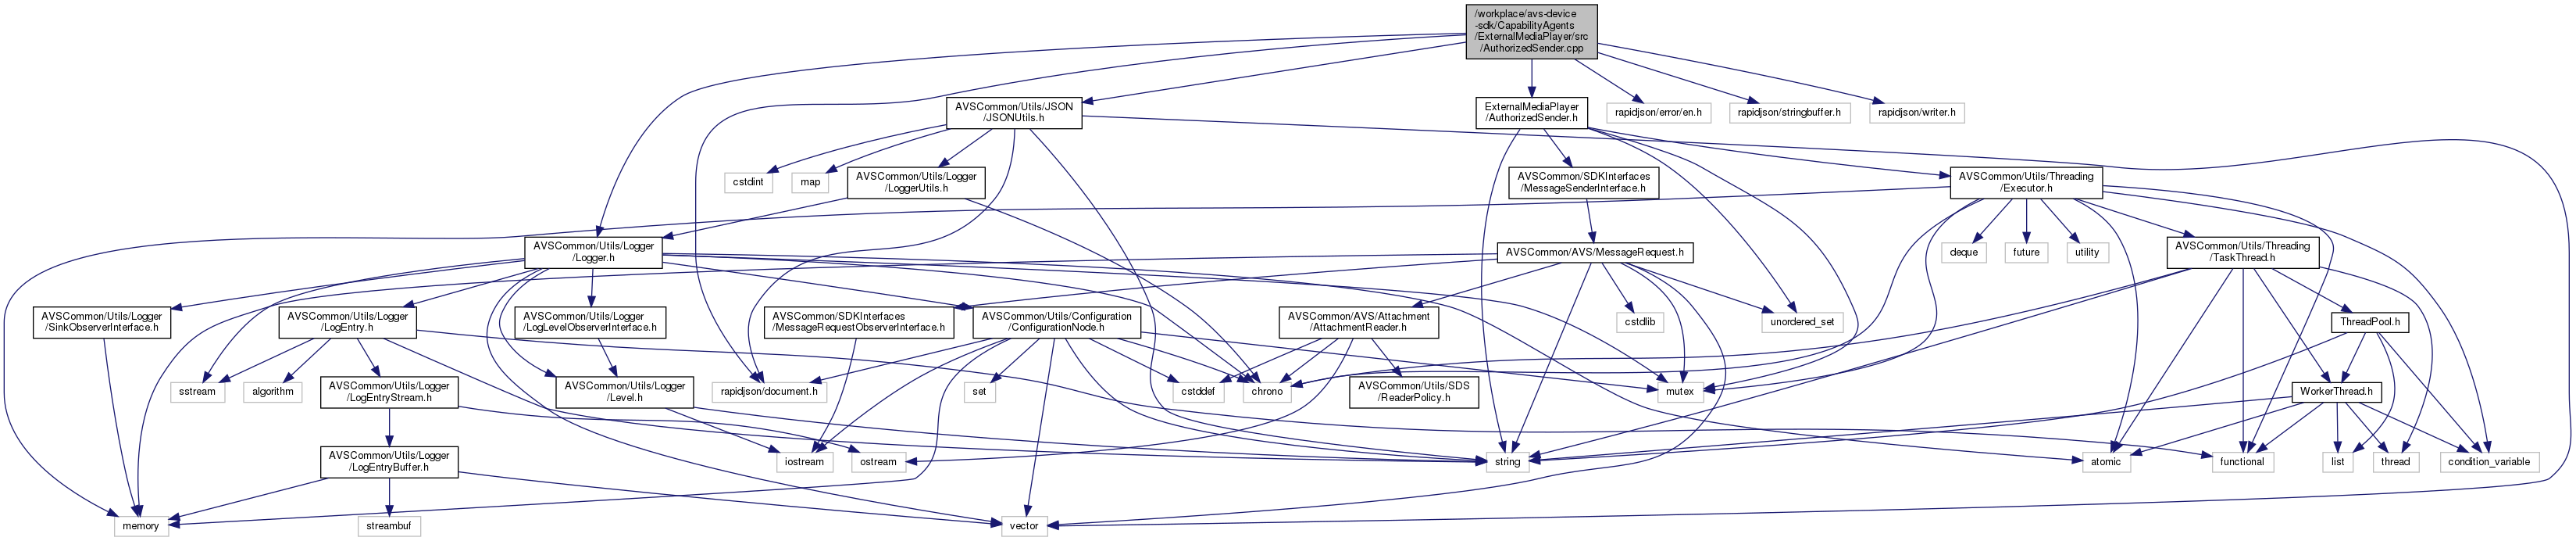 /workplace/avs-device
-sdk/CapabilityAgents
/ExternalMediaPlayer/src
/AuthorizedSender.cpp
AVSCommon/Utils/JSON
/JSONUtils.h
ExternalMediaPlayer
/AuthorizedSender.h
rapidjson/error/en.h
rapidjson/stringbuffer.h
rapidjson/writer.h
cstdint
map
AVSCommon/Utils/Logger
/LoggerUtils.h
AVSCommon/SDKInterfaces
/MessageSenderInterface.h
AVSCommon/Utils/Threading
/Executor.h
AVSCommon/Utils/Logger
/Logger.h
AVSCommon/AVS/MessageRequest.h
deque
future
utility
AVSCommon/Utils/Threading
/TaskThread.h
AVSCommon/Utils/Logger
/SinkObserverInterface.h
AVSCommon/Utils/Logger
/LogEntry.h
AVSCommon/Utils/Logger
/LogLevelObserverInterface.h
AVSCommon/SDKInterfaces
/MessageRequestObserverInterface.h
AVSCommon/Utils/Configuration
/ConfigurationNode.h
AVSCommon/AVS/Attachment
/AttachmentReader.h
cstdlib
unordered_set
ThreadPool.h
sstream
algorithm
AVSCommon/Utils/Logger
/LogEntryStream.h
AVSCommon/Utils/Logger
/Level.h
rapidjson/document.h
set
cstddef
chrono
AVSCommon/Utils/SDS
/ReaderPolicy.h
mutex
WorkerThread.h
AVSCommon/Utils/Logger
/LogEntryBuffer.h
iostream
ostream
string
atomic
functional
list
thread
condition_variable
memory
streambuf
vector